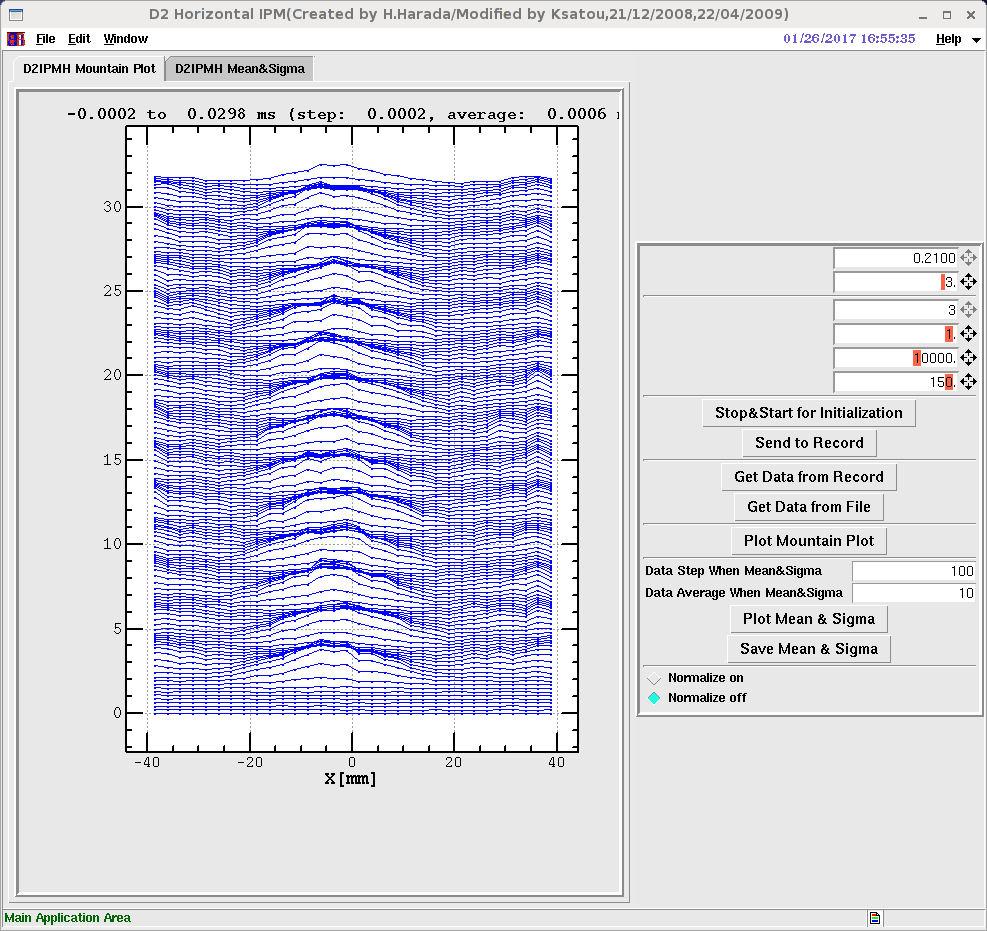 D2 Horizontal IPM(Created by H.Harada/Modified by Ksatou,21/12/2008,22/04/2009)
File Edit Window 01/26/2017 16:55:35 Help
D2IPMH Mountain Plot D2IPMH Mean&Sigma
-0.0002 to 0.0298 ms (step: 0.0002, average: 0.0006
30
25
20
15
10
5
0
-40 -20 0 20 40
X[mm]
0.2100
3.
3
1.
10000.
150.
Stop&Start for Initialization
Send to Record
Get Data from Record
Get Data from File
Plot Mountain Plot
Data Step When Mean&Sigma 100
Data Average When Mean&Sigma 10
Plot Mean & Sigma
Save Mean & Sigma
Normalize on
Normalize off
Main Application Area